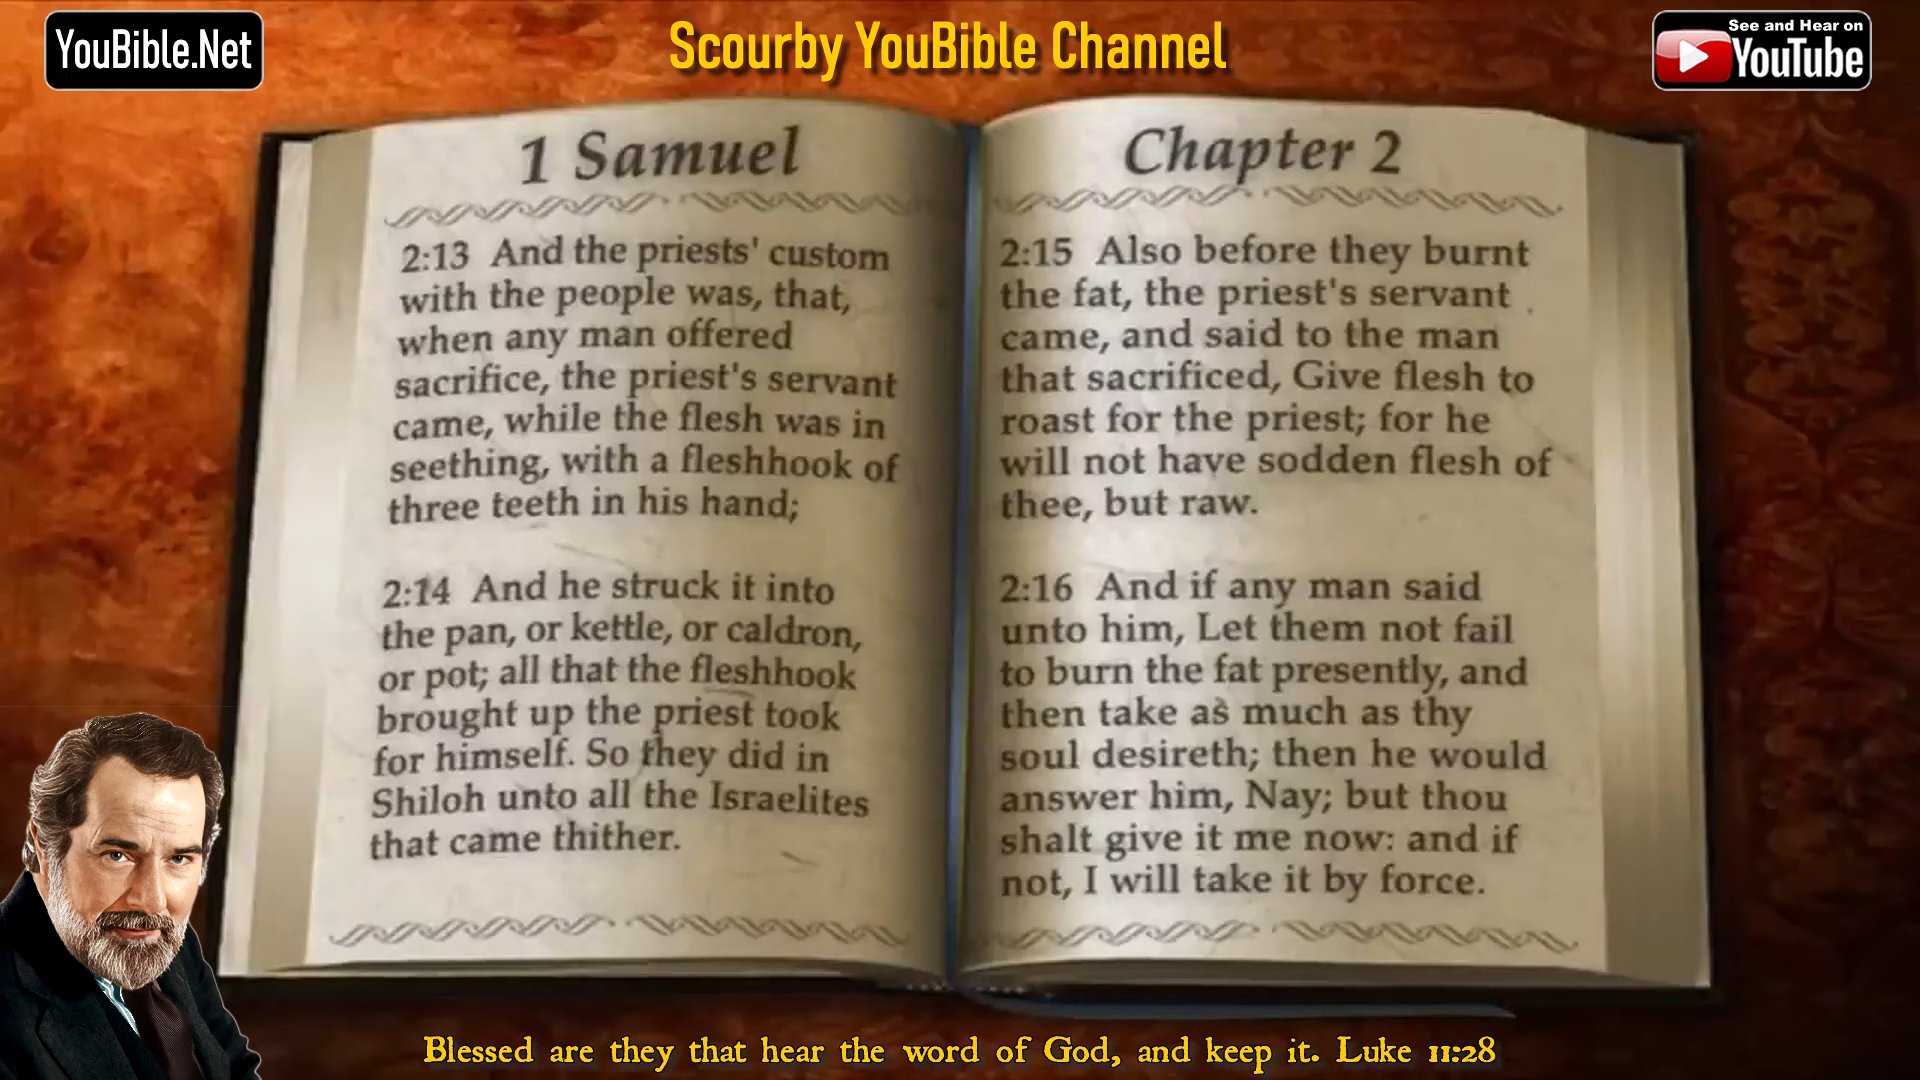 YouBible.Net
Scourby YouBible Channel
See and Hear on
YouTube
1 Samuel
2:13 And the priests' custom
with the people was, that,
when any man offered
sacrifice, the priest's servant
came, while the flesh was in
seething, with a fleshhook of
three teeth in his hand;
2:14 And he struck it into
the pan, or kettle, or caldron,
or pot; all that the fleshhook
brought up the priest took
for himself. So they did in
Shiloh unto all the Israelites
that came thither.
Chapter 2
2:15 Also before they burnt
the fat, the priest's servant
came, and said to the man
that sacrificed, Give flesh to
roast for the priest; for he
will not have sodden flesh of
thee, but raw.
2:16 And if any man said
unto him, Let them not fail
to burn the fat presently, and
then take as much as thy
soul desireth; then he would
answer him, Nay; but thou
shalt give it me now: and if
not, I will take it by force.
Blessed are they that hear the word of God, and keep it. Luke 11:28